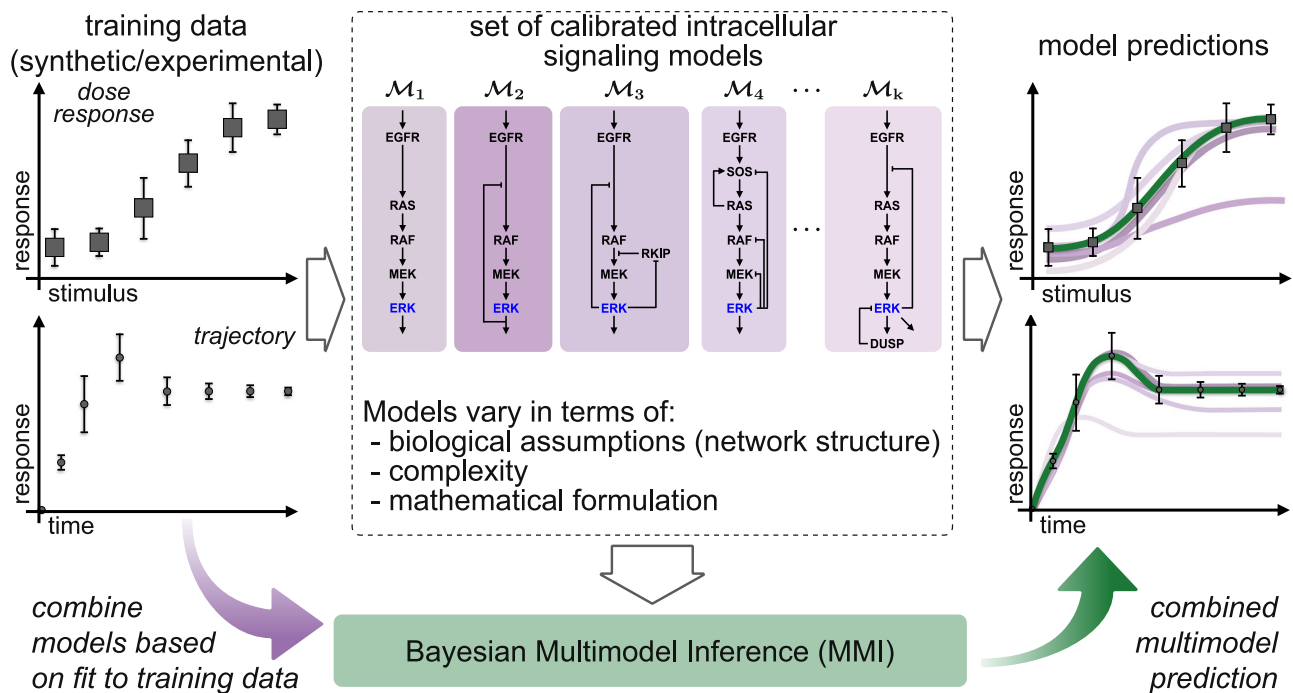 training data
(synthetic/experimental)
dose
response
response
stimulus
trajectory
response
time
set of calibrated intracellular
signaling models
M₁
EGFR
RAS
RAF
MEK
ERK
M₂
EGFR
RAS
RAF
MEK
ERK
M₃
EGFR
RAF
RKIP
MEK
ERK
M₄
EGFR
SOS
RAS
RAF
MEK
ERK
...
...
Mₖ
EGFR
RAS
RAF
MEK
ERK
DUSP
Models vary in terms of:
- biological assumptions (network structure)
- complexity
- mathematical formulation
model predictions
response
stimulus
response
time
combine
models based
on fit to training data
Bayesian Multimodel Inference (MMI)
combined
multimodel
prediction